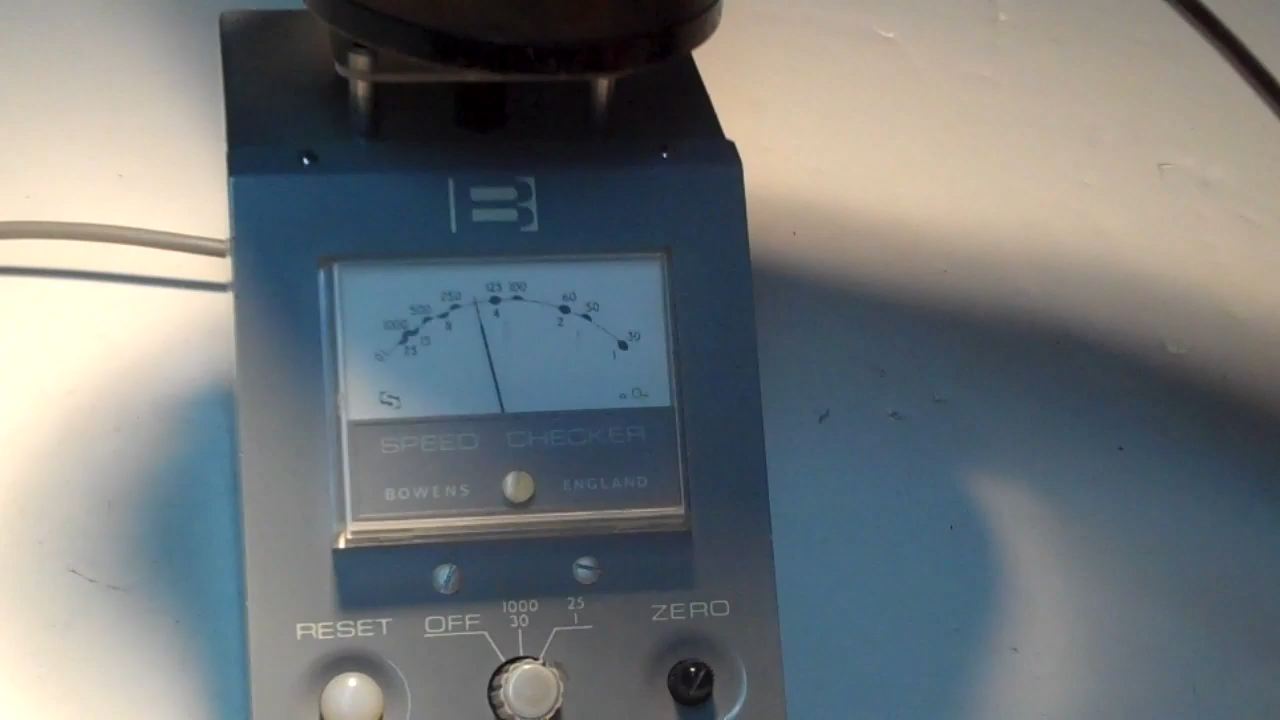 250 125 100
500 60
1000 8 4 2 50
15 30
25 1
SPEED CHECKER
BOWENS ENGLAND
1000 25
RESET OFF 30 1 ZERO